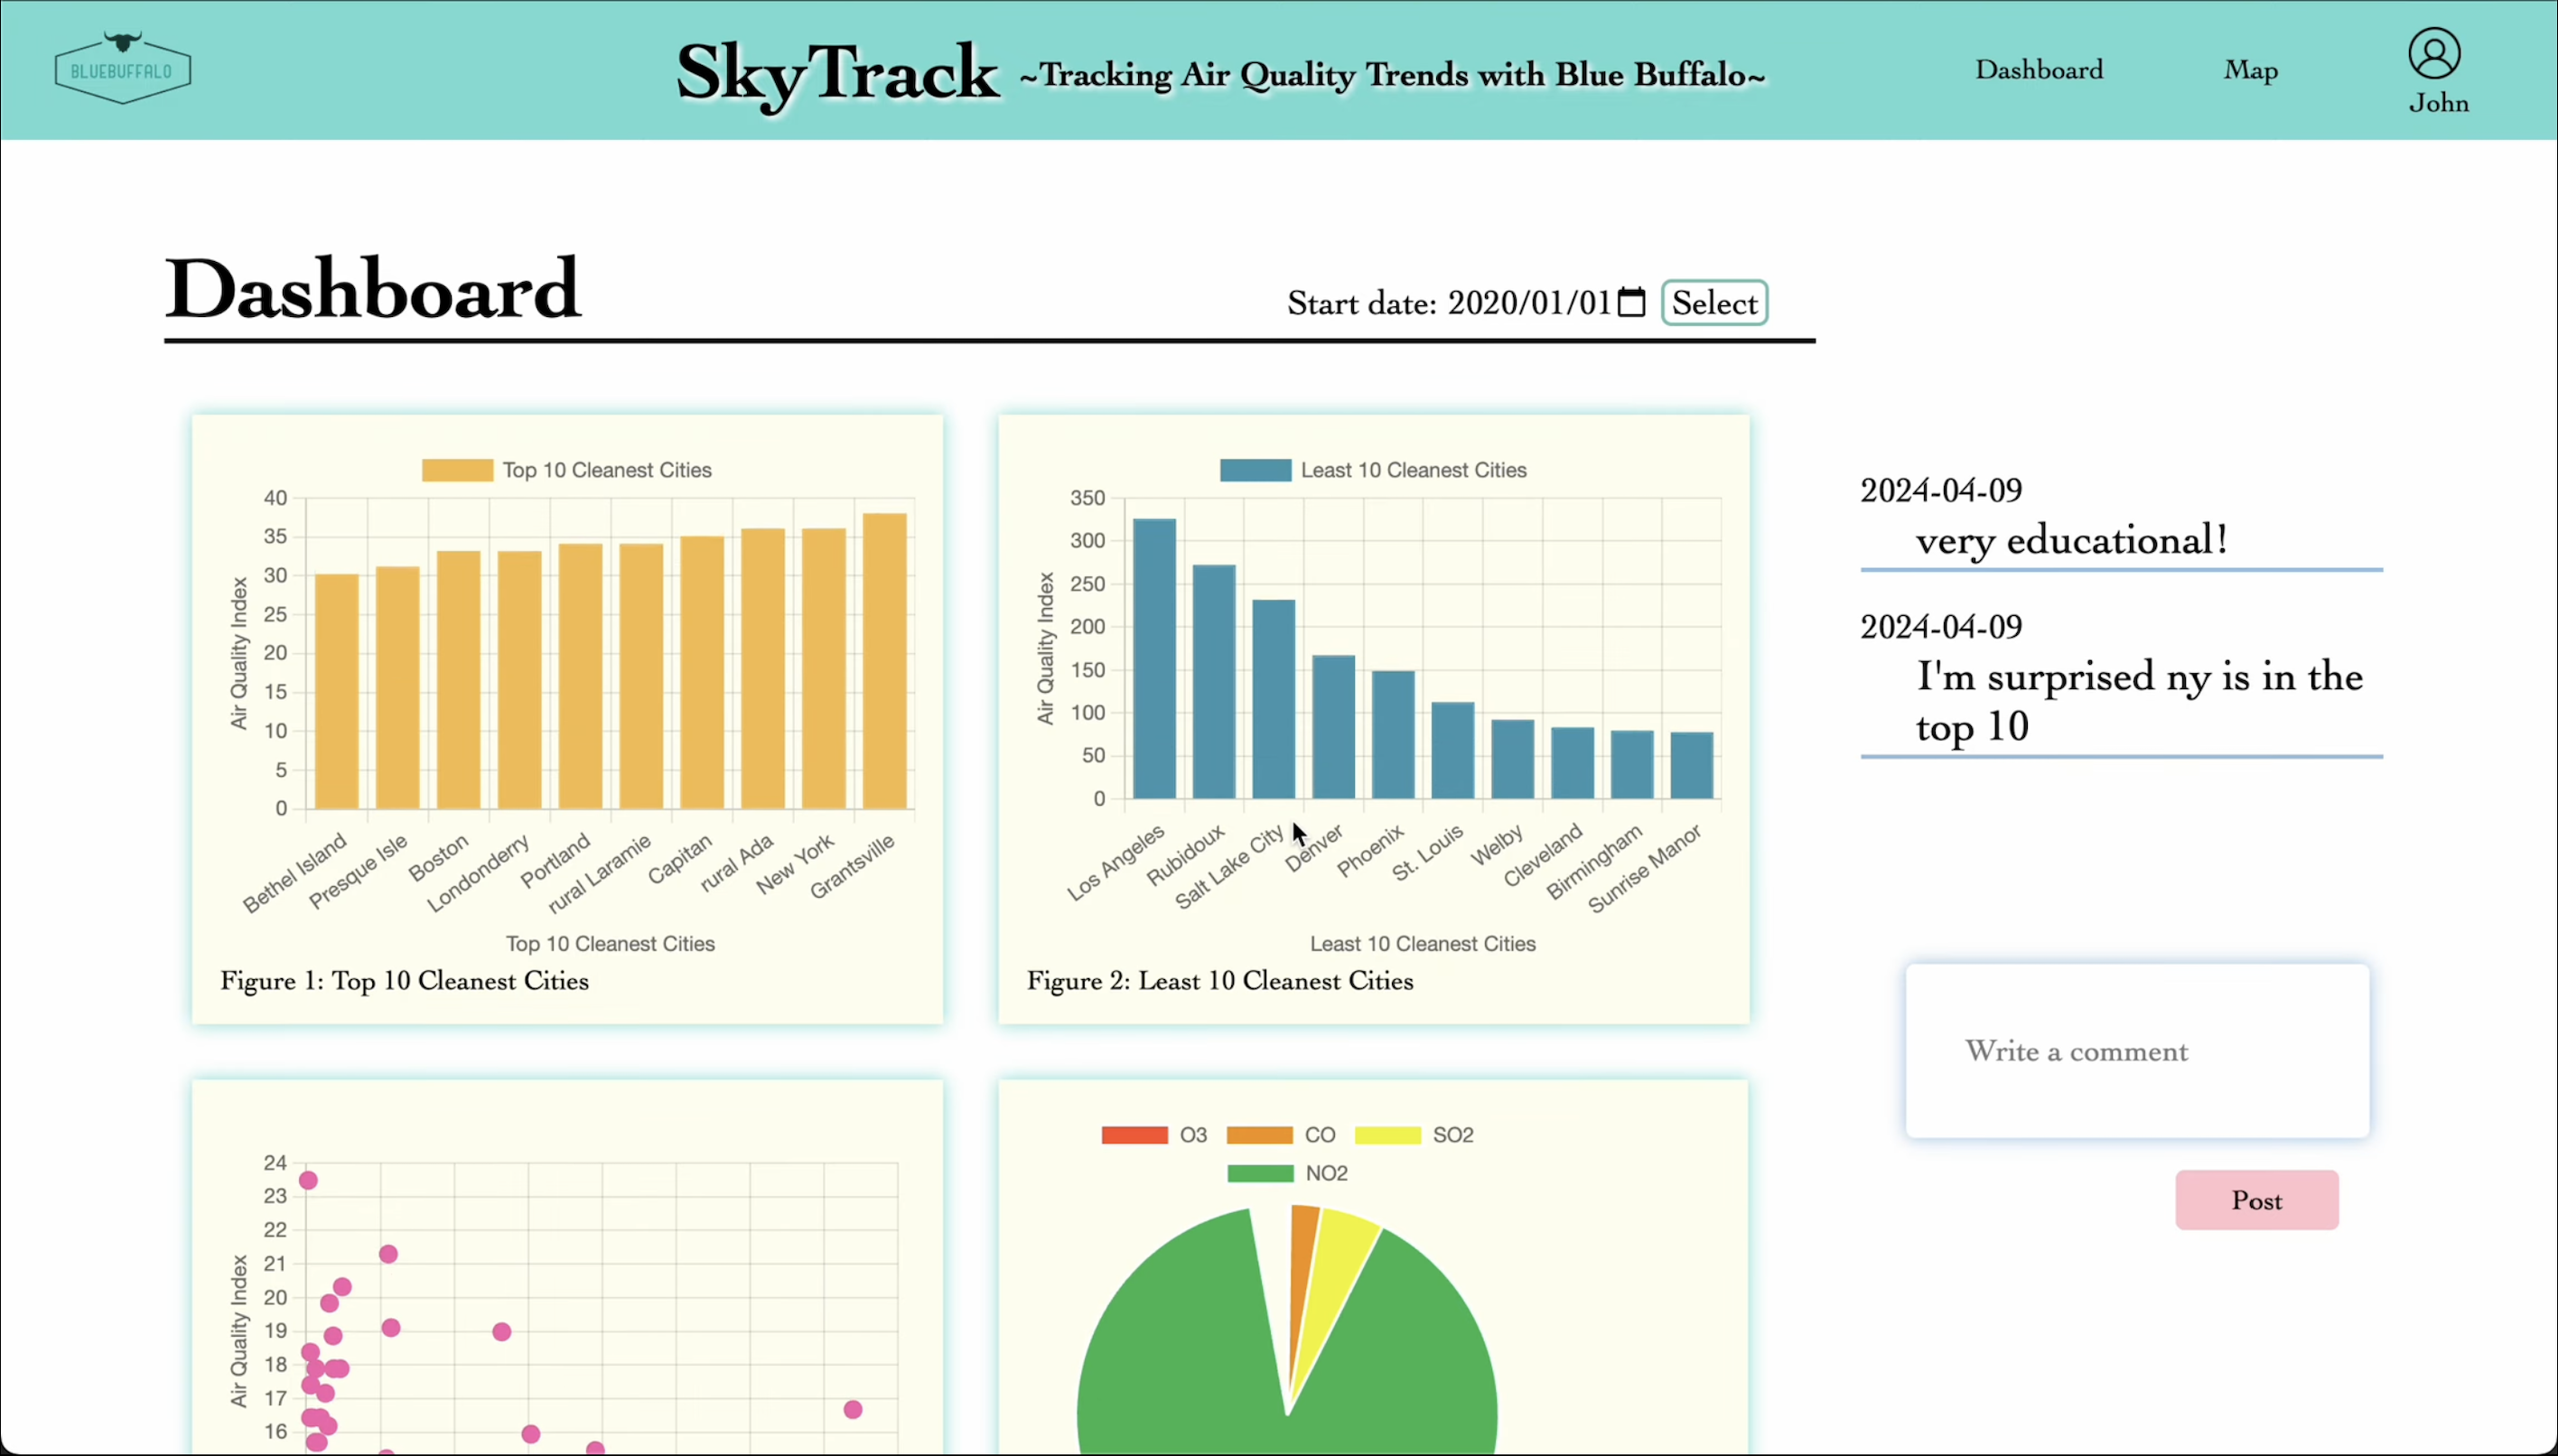 BLUEBUFFALO
SkyTrack ~Tracking Air Quality Trends with Blue Buffalo~
Dashboard
Map
John
Dashboard
Start date: 2020/01/01 Select
Top 10 Cleanest Cities
40
35
30
25
20
15
10
5
0
Air Quality Index
Bethel Island
Presque Isle
Boston
Londonderry
Portland
rural Laramie
Capitan
rural Ada
New York
Grantsville
Top 10 Cleanest Cities
Figure 1: Top 10 Cleanest Cities
Least 10 Cleanest Cities
350
300
250
200
150
100
50
0
Air Quality Index
Los Angeles
Rubidoux
Salt Lake City
Denver
Phoenix
St. Louis
Welby
Cleveland
Birmingham
Sunrise Manor
Least 10 Cleanest Cities
Figure 2: Least 10 Cleanest Cities
2024-04-09
very educational!
2024-04-09
I'm surprised ny is in the
top 10
Write a comment
Post
24
23
22
21
20
19
18
17
16
Air Quality Index
O3 CO SO2
NO2